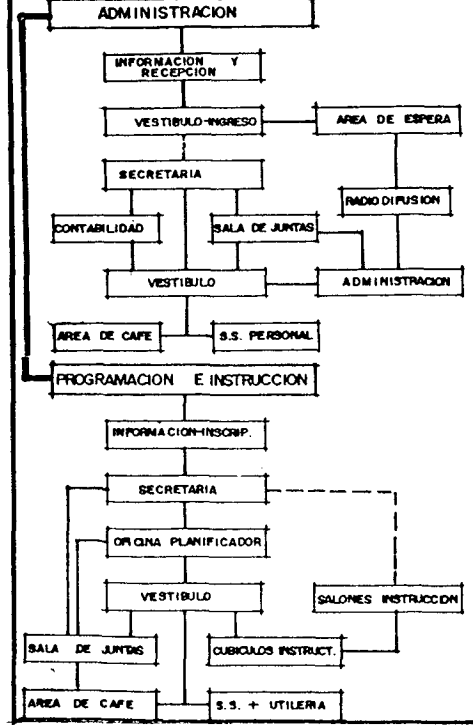 ADMINISTRACION
INFORMACION Y
RECEPCION
VESTIBULO-INGRESO
AREA DE ESPERA
SECRETARIA
RADIODIFUSION
CONTABILIDAD
SALA DE JUNTAS
VESTIBULO
ADMINISTRACION
AREA DE CAFE
S.S. PERSONAL
PROGRAMACION E INSTRUCCION
INFORMACION-INSCRIP.
SECRETARIA
OFICINA PLANIFICADOR
VESTIBULO
SALONES INSTRUCCION
SALA DE JUNTAS
CUBICULOS INSTRUCT.
AREA DE CAFE
S.S. + UTILERIA